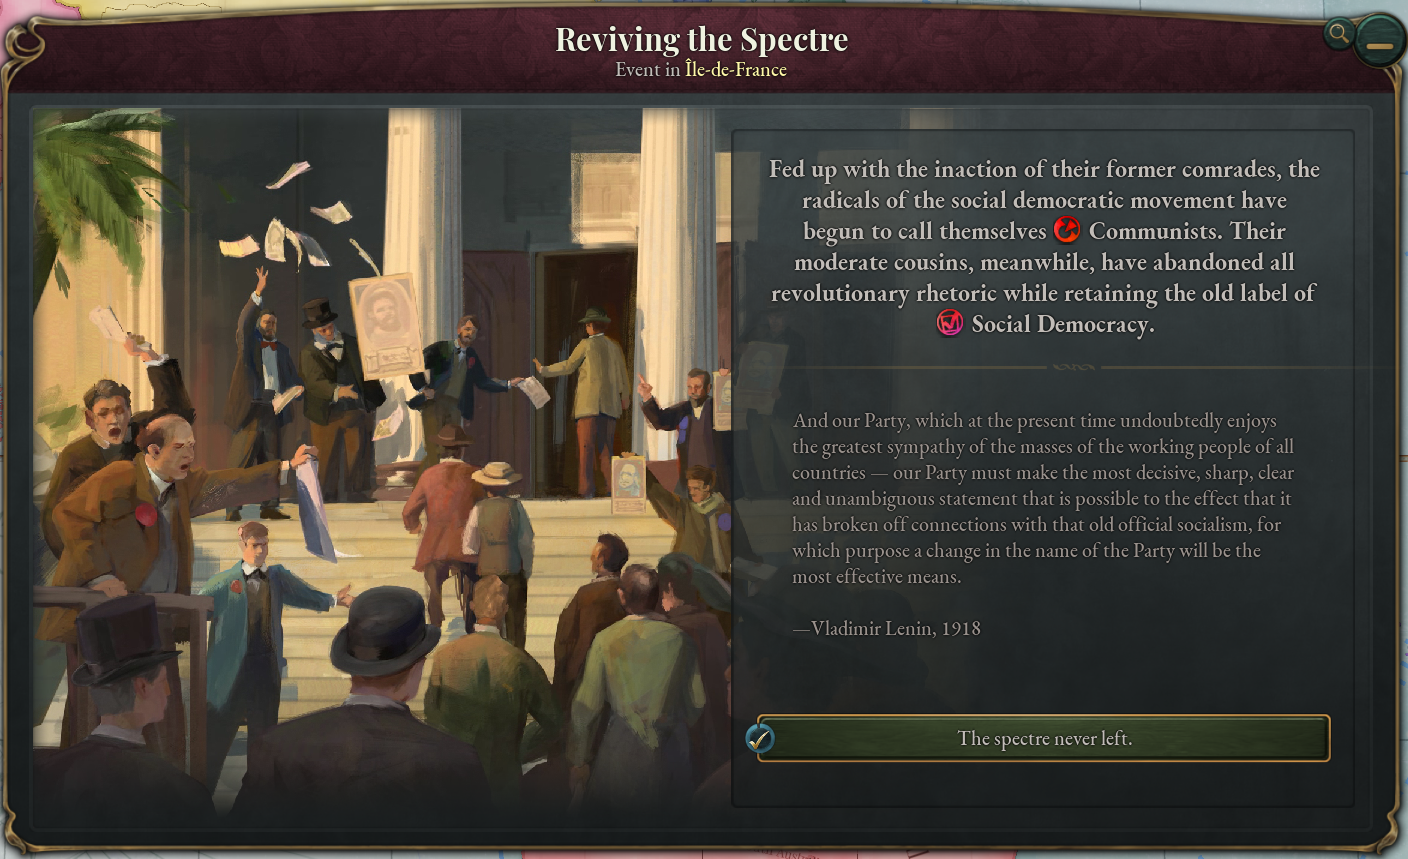 Reviving the Spectre
Event in Île-de-France
Fed up with the inaction of their former comrades, the
radicals of the social democratic movement have
begun to call themselves Communists. Their
moderate cousins, meanwhile, have abandoned all
revolutionary rhetoric while retaining the old label of
Social Democracy.
And our Party, which at the present time undoubtedly enjoys
the greatest sympathy of the masses of the working people of all
countries — our Party must make the most decisive, sharp, clear
and unambiguous statement that is possible to the effect that it
has broken off connections with that old official socialism, for
which purpose a change in the name of the Party will be the
most effective means.
—Vladimir Lenin, 1918
The spectre never left.